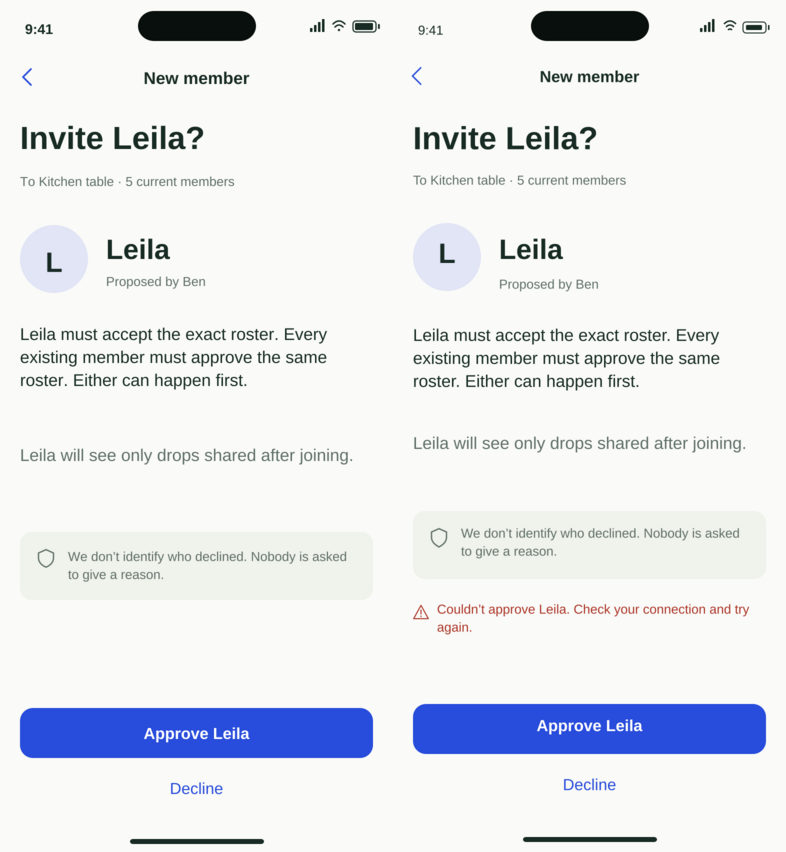 9:41
New member
Invite Leila?
To Kitchen table · 5 current members
L
Leila
Proposed by Ben
Leila must accept the exact roster. Every
existing member must approve the same
roster. Either can happen first.
Leila will see only drops shared after joining.
We don’t identify who declined. Nobody is asked
to give a reason.
Approve Leila
Decline
9:41
New member
Invite Leila?
To Kitchen table · 5 current members
L
Leila
Proposed by Ben
Leila must accept the exact roster. Every
existing member must approve the same
roster. Either can happen first.
Leila will see only drops shared after joining.
We don’t identify who declined. Nobody is asked
to give a reason.
Couldn’t approve Leila. Check your connection and try
again.
Approve Leila
Decline